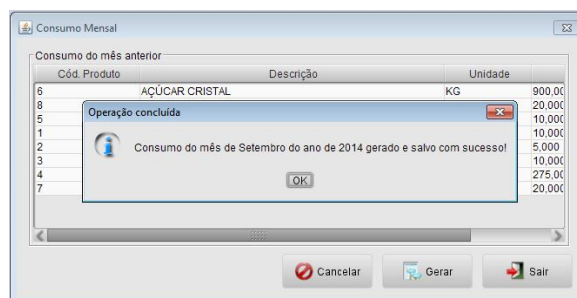 Consumo Mensal
Consumo do mês anterior
Cód. Produto Descrição Unidade
6 AÇÚCAR CRISTAL KG 900,00
8 20,000
5 10,000
1 10,000
2 5,000
3 10,000
4 275,00
7 20,000
Operação concluída
Consumo do mês de Setembro do ano de 2014 gerado e salvo com sucesso!
OK
Cancelar Gerar Sair